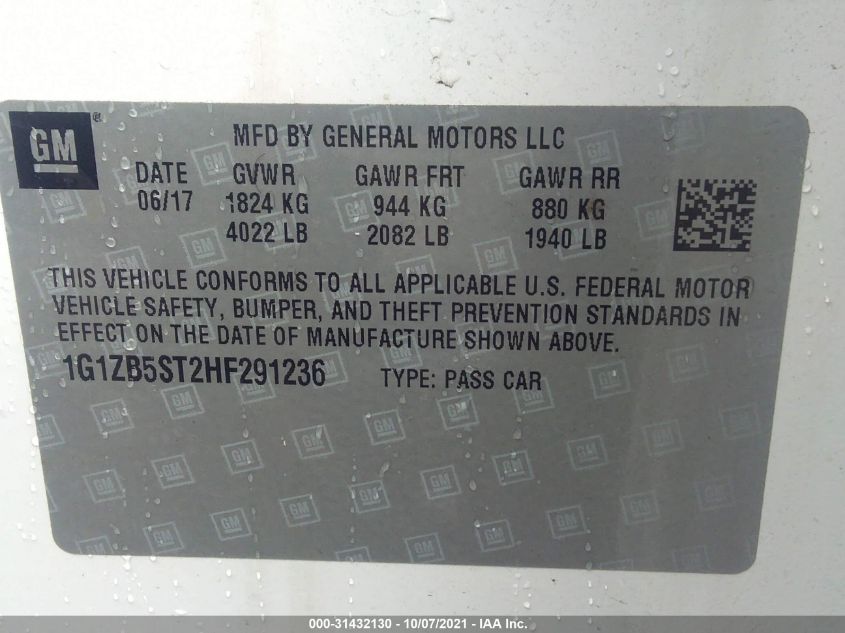 GM ®
MFD BY GENERAL MOTORS LLC
DATE GVWR GAWR FRT GAWR RR
06/17 1824 KG 944 KG 880 KG
4022 LB 2082 LB 1940 LB
THIS VEHICLE CONFORMS TO ALL APPLICABLE U.S. FEDERAL MOTOR
VEHICLE SAFETY, BUMPER, AND THEFT PREVENTION STANDARDS IN
EFFECT ON THE DATE OF MANUFACTURE SHOWN ABOVE.
1G1ZB5ST2HF291236 TYPE: PASS CAR
000-31432130 - 10/07/2021 - IAA Inc.